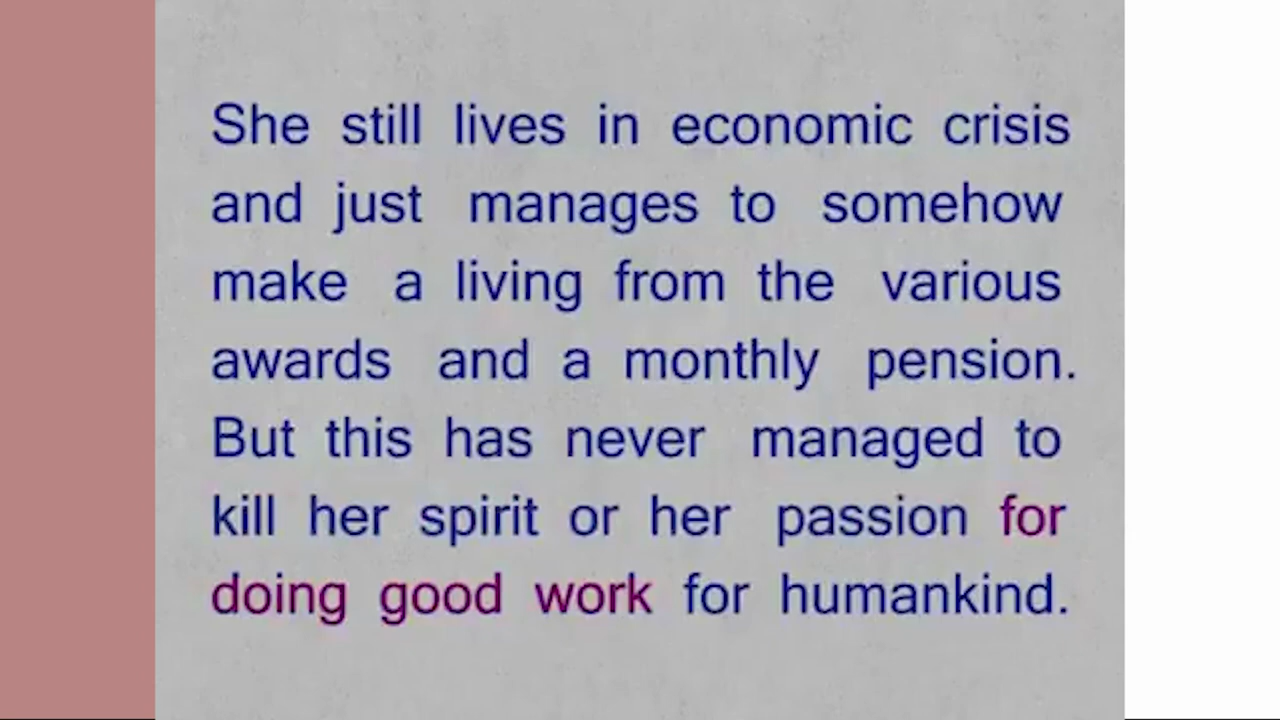 She still lives in economic crisis
and just manages to somehow
make a living from the various
awards and a monthly pension.
But this has never managed to
kill her spirit or her passion for
doing good work for humankind.